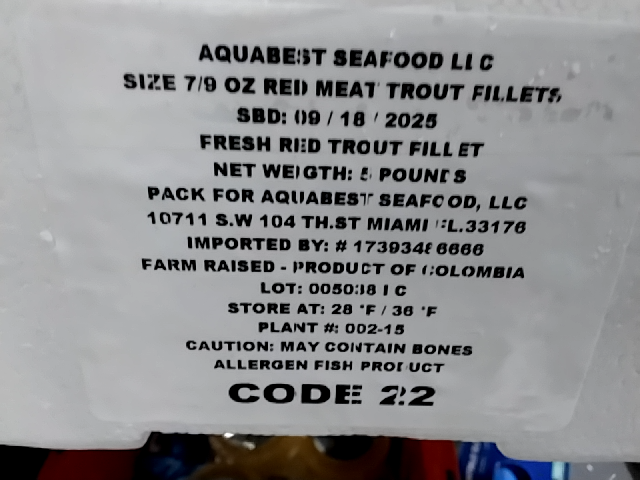 AQUABEST SEAFOOD LLC
SIZE 7/9 OZ RED MEAT TROUT FILLETS
SBD: 09 / 18 / 2025
FRESH RED TROUT FILLET
NET WEIGTH: 5 POUNDS
PACK FOR AQUABEST SEAFOOD, LLC
10711 S.W 104 TH.ST MIAMI FL.33176
IMPORTED BY: #
FARM RAISED - PRODUCT OF COLOMBIA
LOT:
STORE AT: 28 °F / 36 °F
PLANT #: 002-15
CAUTION: MAY CONTAIN BONES
ALLERGEN FISH PRODUCT
CODE 22